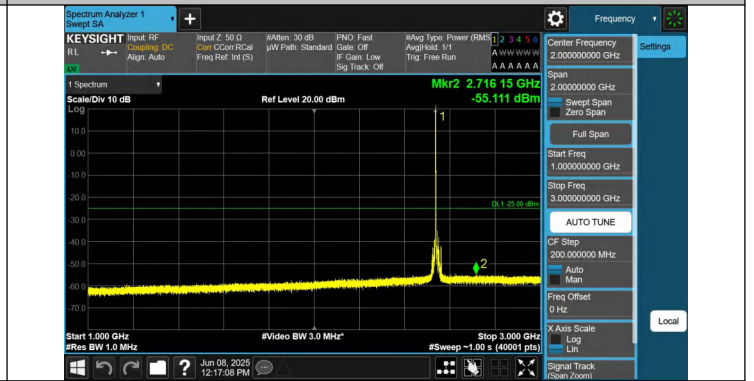 Spectrum Analyzer 1
Swept SA
Frequency
KEYSIGHT Input: RF Input Z: 50 Ω #Atten: 30 dB PNO: Fast #Avg Type: Power (RMS 1 2 3 4 5 6
R L Coupling: DC Corr CCorr RCal µW Path: Standard Gate: Off Avg|Hold: 1/1 A W W W W W
Align: Auto Freq Ref: Int (S) IF Gain: Low Trig: Free Run
Sig Track: Off A A A A A A
1 Spectrum
Mkr2 2.716 15 GHz
Scale/Div 10 dB Ref Level 20.00 dBm -55.111 dBm
Log
10.0
0.00
-10.0
-20.0
-30.0
-40.0
-50.0
-60.0
-70.0
1
DL1 -25.00 dBm
2
Start 1.000 GHz #Video BW 3.0 MHz* Stop 3.000 GHz
#Res BW 1.0 MHz #Sweep ~1.00 s (40001 pts)
Center Frequency
2.000000000 GHz
Settings
Span
2.00000000 GHz
Swept Span
Zero Span
Full Span
Start Freq
1.000000000 GHz
Stop Freq
3.000000000 GHz
AUTO TUNE
CF Step
200.000000 MHz
Auto
Man
Freq Offset
0 Hz
X Axis Scale
Log
Lin
Local
Signal Track
(Span Zoom)
Jun 08, 2025
12:17:08 PM